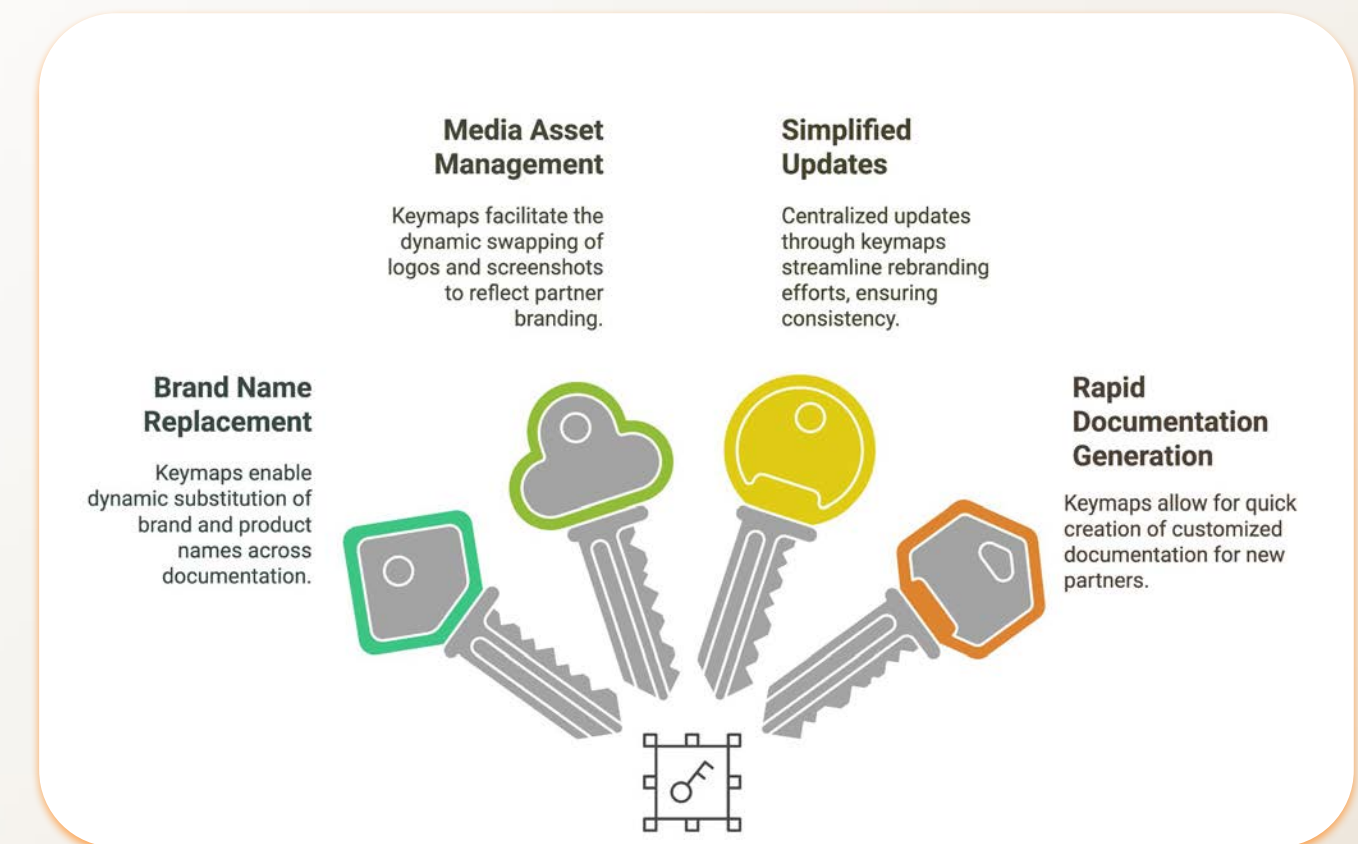 Media Asset
Management
Keymaps facilitate the
dynamic swapping of
logos and screenshots
to reflect partner
branding.
Simplified
Updates
Centralized updates
through keymaps
streamline rebranding
efforts, ensuring
consistency.
Brand Name
Replacement
Keymaps enable
dynamic substitution of
brand and product
names across
documentation.
Rapid
Documentation
Generation
Keymaps allow for quick
creation of customized
documentation for new
partners.